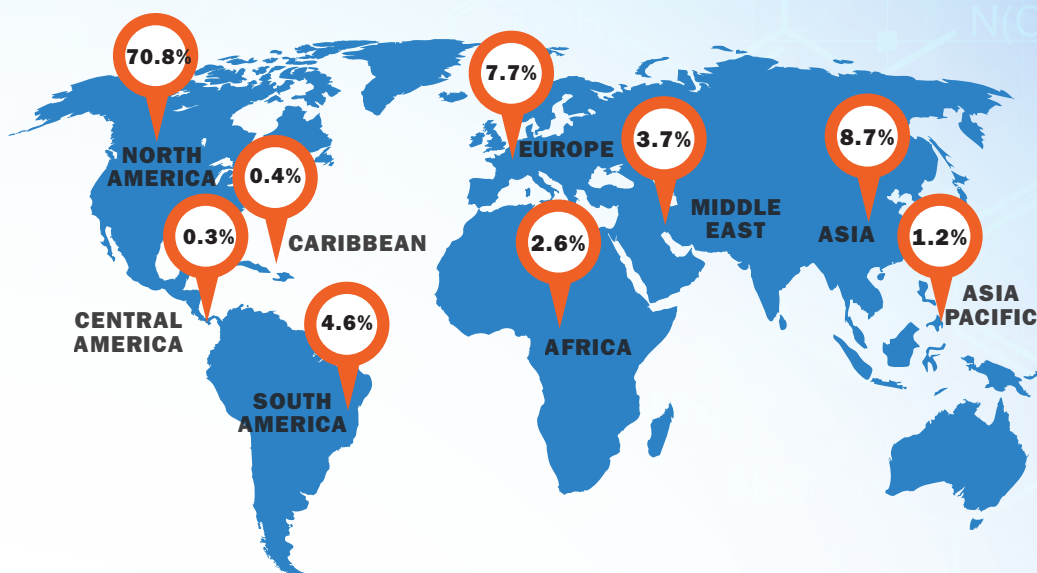 70.8%
NORTH
AMERICA
0.4%
CARIBBEAN
0.3%
CENTRAL
AMERICA
4.6%
SOUTH
AMERICA
7.7%
EUROPE
3.7%
MIDDLE
EAST
2.6%
AFRICA
8.7%
ASIA
1.2%
ASIA
PACIFIC